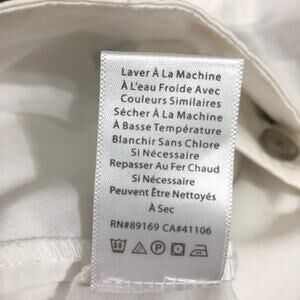 Laver À La Machine
À L'eau Froide Avec
Couleurs Similaires
Sécher À La Machine
À Basse Température
Blanchir Sans Chlore
Si Nécessaire
Repasser Au Fer Chaud
Si Nécessaire
Peuvent Être Nettoyés
À Sec
RN#89169 CA#41106